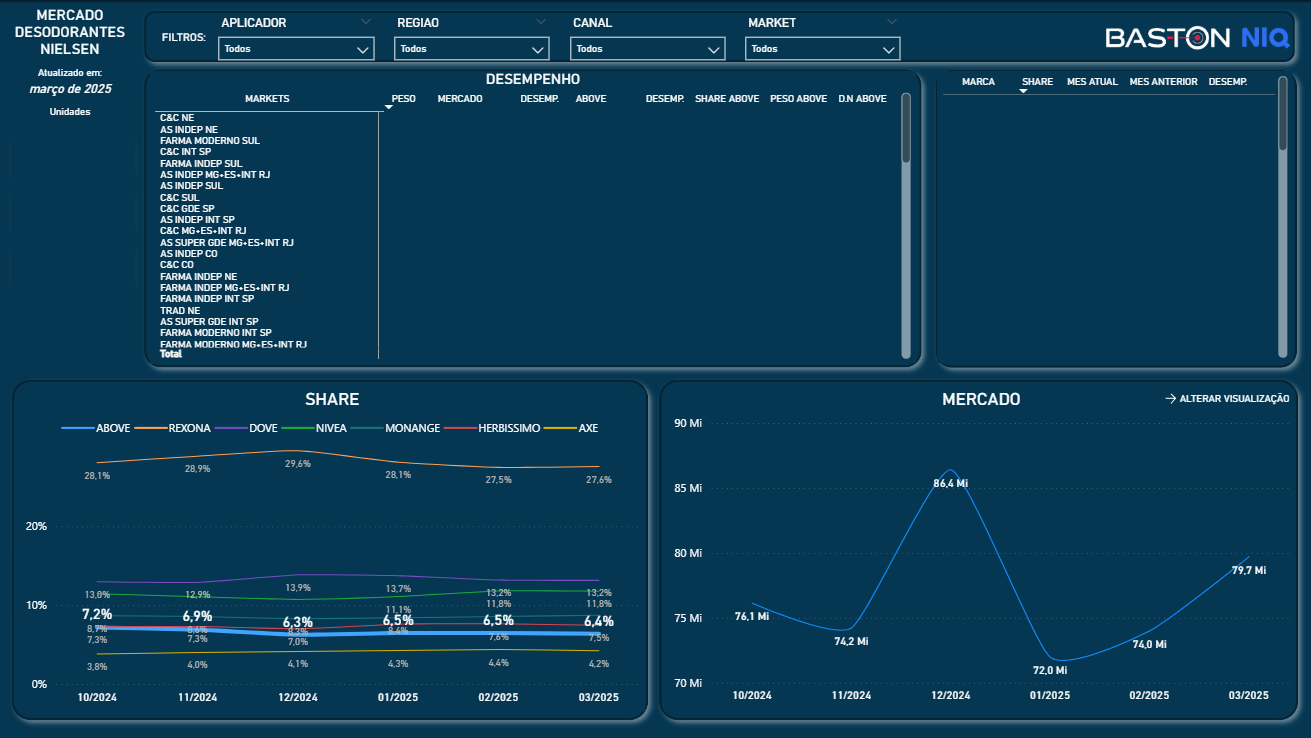 MERCADO
DESODORANTES
NIELSEN
Atualizado em:
março de 2025
Unidades
FILTROS:
APLICADOR
Todos
REGIAO
Todos
CANAL
Todos
MARKET
Todos
BASTON NIQ
DESEMPENHO
MARKETS PESO MERCADO DESEMP. ABOVE DESEMP. SHARE ABOVE PESO ABOVE D.N ABOVE
C&C NE
AS INDEP NE
FARMA MODERNO SUL
C&C INT SP
FARMA INDEP SUL
AS INDEP MG+ES+INT RJ
AS INDEP SUL
C&C SUL
C&C GDE SP
AS INDEP INT SP
C&C MG+ES+INT RJ
AS SUPER GDE MG+ES+INT RJ
AS INDEP CO
C&C CO
FARMA INDEP NE
FARMA INDEP MG+ES+INT RJ
FARMA INDEP INT SP
TRAD NE
AS SUPER GDE INT SP
FARMA MODERNO INT SP
FARMA MODERNO MG+ES+INT RJ
Total
MARCA SHARE MES ATUAL MES ANTERIOR DESEMP.
SHARE
ABOVE REXONA DOVE NIVEA MONANGE HERBISSIMO AXE
28,1% 28,9% 29,6% 28,1% 27,5% 27,6%
20%
13,0% 12,9% 13,9% 13,7% 13,2% 13,2%
11,1% 11,8% 11,8%
10%
7,2% 6,9% 6,3% 6,5% 6,5% 6,4%
8,7% 8,6% 8,3% 8,4%
7,3% 7,3% 7,0% 7,6% 7,5%
3,8% 4,0% 4,1% 4,3% 4,4% 4,2%
0%
10/2024 11/2024 12/2024 01/2025 02/2025 03/2025
MERCADO
ALTERAR VISUALIZAÇÃO
90 Mi
85 Mi
80 Mi
75 Mi
70 Mi
76,1 Mi
74,2 Mi
86,4 Mi
72,0 Mi
74,0 Mi
79,7 Mi
10/2024 11/2024 12/2024 01/2025 02/2025 03/2025